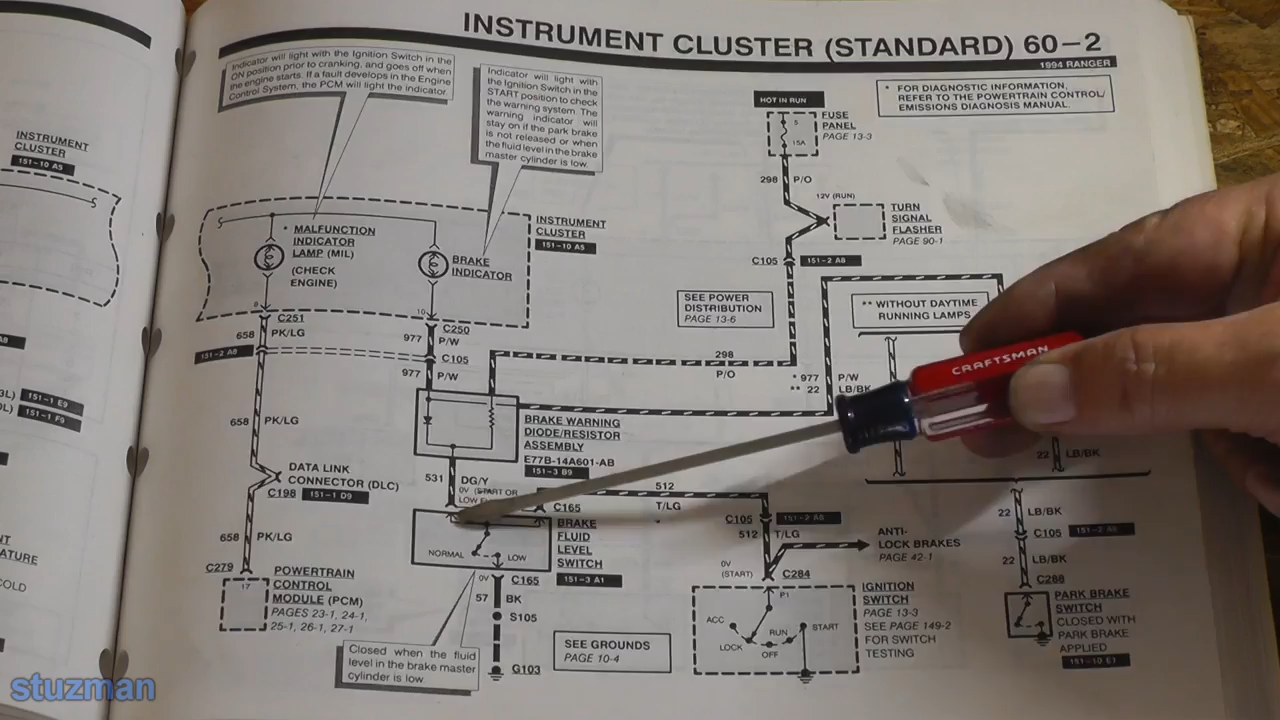 INSTRUMENT CLUSTER (STANDARD) 60-2
1994 RANGER
Indicator will light with the Ignition Switch in the
ON position prior to cranking, and goes off when
the engine starts. If a fault develops in the Engine
Control System, the PCM will light the indicator.
Indicator will light with
the Ignition Switch in the
START position to check
the warning system. The
warning indicator will
stay on if the park brake
is not released or when
the fluid level in the brake
master cylinder is low.
HOT IN RUN
5
15A
FUSE
PANEL
PAGE 13-3
* FOR DIAGNOSTIC INFORMATION,
REFER TO THE POWERTRAIN CONTROL/
EMISSIONS DIAGNOSIS MANUAL.
INSTRUMENT
CLUSTER
151-10 A5
298 P/O
12V (RUN)
TURN
SIGNAL
FLASHER
PAGE 90-1
C105 151-2 A8
* MALFUNCTION
INDICATOR
LAMP (MIL)
(CHECK
ENGINE)
BRAKE
INDICATOR
INSTRUMENT
CLUSTER
151-10 A5
SEE POWER
DISTRIBUTION
PAGE 13-6
** WITHOUT DAYTIME
RUNNING LAMPS
8
C251
10
C250
658 PK/LG
977 P/W
151-2 A8
C105
977 P/W
298
P/O
* 977 P/W
** 22 LB/BK
CRAFTSMAN
BRAKE WARNING
DIODE/RESISTOR
ASSEMBLY
E77B-14A601-AB
151-3 B9
658 PK/LG
22 LB/BK
151-1 E9
151-1 F9
DATA LINK
CONNECTOR (DLC)
C198 151-1 D9
531 DG/Y
0V (START OR
512
T/LG
C165
BRAKE
FLUID
LEVEL
SWITCH
151-3 A1
NORMAL
LOW
C105 151-2 A8
512 T/LG
ANTI-
LOCK BRAKES
PAGE 42-1
22 LB/BK
C105 151-2 A8
22 LB/BK
C288
658 PK/LG
C279
17
POWERTRAIN
CONTROL
MODULE (PCM)
PAGES 23-1, 24-1,
25-1, 26-1, 27-1
0V
C165
57 BK
S105
G103
SEE GROUNDS
PAGE 10-4
0V
(START)
C284
P1
ACC
LOCK
OFF
RUN
START
IGNITION
SWITCH
PAGE 13-3
SEE PAGE 149-2
FOR SWITCH
TESTING
PARK BRAKE
SWITCH
CLOSED WITH
PARK BRAKE
APPLIED
151-10 E1
Closed when the fluid
level in the brake master
cylinder is low.
COLD
stuzman